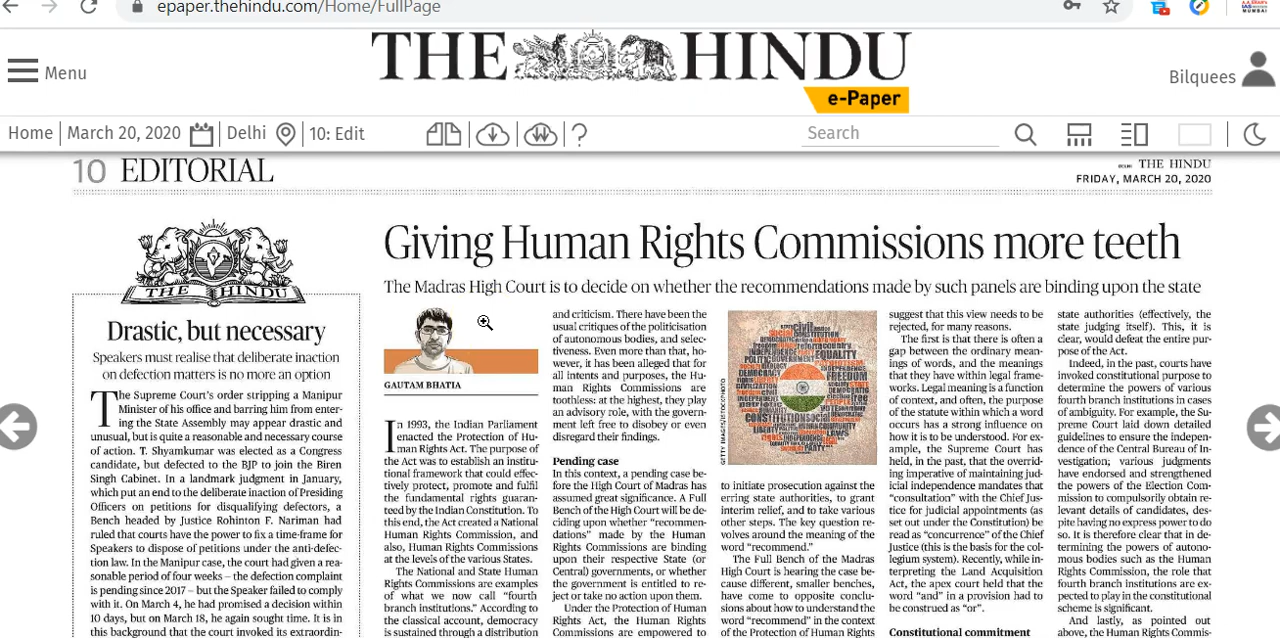 epaper.thehindu.com/Home/FullPage
Menu
THE HINDU
e-Paper
Bilquees
Home
March 20, 2020
Delhi
10: Edit
?
Search
10 EDITORIAL
THE HINDU
FRIDAY, MARCH 20, 2020
THE HINDU
Drastic, but necessary
Speakers must realise that deliberate inaction
on defection matters is no more an option
The Supreme Court's order stripping a Manipur
Minister of his office and barring him from enter-
ing the State Assembly may appear drastic and
unusual, but is quite a reasonable and necessary course
of action. T. Shyamkumar was elected as a Congress
candidate, but defected to the BJP to join the Biren
Singh Cabinet. In a landmark judgment in January,
which put an end to the deliberate inaction of Presiding
Officers on petitions for disqualifying defectors, a
Bench headed by Justice Rohinton F. Nariman had
ruled that courts have the power to fix a time-frame for
Speakers to dispose of petitions under the anti-defec-
tion law. In the Manipur case, the court had given a rea-
sonable period of four weeks – the defection complaint
is pending since 2017 – but the Speaker failed to comply
with it. On March 4, he had promised a decision within
10 days, but on March 18, he again sought time. It is in
this background that the court invoked its extraordin-
Giving Human Rights Commissions more teeth
The Madras High Court is to decide on whether the recommendations made by such panels are binding upon the state
GAUTAM BHATIA
In 1993, the Indian Parliament
enacted the Protection of Hu-
man Rights Act. The purpose of
the Act was to establish an institu-
tional framework that could effec-
tively protect, promote and fulfil
the fundamental rights guaran-
teed by the Indian Constitution. To
this end, the Act created a National
Human Rights Commission, and
also, Human Rights Commissions
at the levels of the various States.
The National and State Human
Rights Commissions are examples
of what we now call "fourth
branch institutions." According to
the classical account, democracy
is sustained through a distribution
and criticism. There have been the
usual critiques of the politicisation
of autonomous bodies, and selec-
tiveness. Even more than that, ho-
wever, it has been alleged that for
all intents and purposes, the Hu-
man Rights Commissions are
toothless: at the highest, they play
an advisory role, with the govern-
ment left free to disobey or even
disregard their findings.
Pending case
In this context, a pending case be-
fore the High Court of Madras has
assumed great significance. A Full
Bench of the High Court will be de-
ciding upon whether "recommen-
dations" made by the Human
Rights Commissions are binding
upon their respective State (or
Central) governments, or whether
the government is entitled to re-
ject or take no action upon them.
Under the Protection of Human
Rights Act, the Human Rights
Commissions are empowered to
GETTY IMAGES/ISTOCKPHOTO
to initiate prosecution against the
erring state authorities, to grant
interim relief, and to take various
other steps. The key question re-
volves around the meaning of the
word "recommend."
The Full Bench of the Madras
High Court is hearing the case be-
cause different, smaller benches,
have come to opposite conclu-
sions about how to understand the
word "recommend" in the context
of the Protection of Human Rights
suggest that this view needs to be
rejected, for many reasons.
The first is that there is often a
gap between the ordinary mean-
ings of words, and the meanings
that they have within legal frame-
works. Legal meaning is a function
of context, and often, the purpose
of the statute within which a word
occurs has a strong influence on
how it is to be understood. For ex-
ample, the Supreme Court has
held, in the past, that the overrid-
ing imperative of maintaining jud-
icial independence mandates that
"consultation" with the Chief Jus-
tice for judicial appointments (as
set out under the Constitution) be
read as "concurrence" of the Chief
Justice (this is the basis for the col-
legium system). Recently, while in-
terpreting the Land Acquisition
Act, the apex court held that the
word "and" in a provision had to
be construed as "or".
Constitutional commitment
state authorities (effectively, the
state judging itself). This, it is
clear, would defeat the entire pur-
pose of the Act.
Indeed, in the past, courts have
invoked constitutional purpose to
determine the powers of various
fourth branch institutions in cases
of ambiguity. For example, the Su-
preme Court laid down detailed
guidelines to ensure the indepen-
dence of the Central Bureau of In-
vestigation; various judgments
have endorsed and strengthened
the powers of the Election Com-
mission to compulsorily obtain re-
levant details of candidates, des-
pite having no express power to do
so. It is therefore clear that in de-
termining the powers of autono-
mous bodies such as the Human
Rights Commission, the role that
fourth branch institutions are ex-
pected to play in the constitutional
scheme is significant.
And lastly, as pointed out
above, the Human Rights Com-